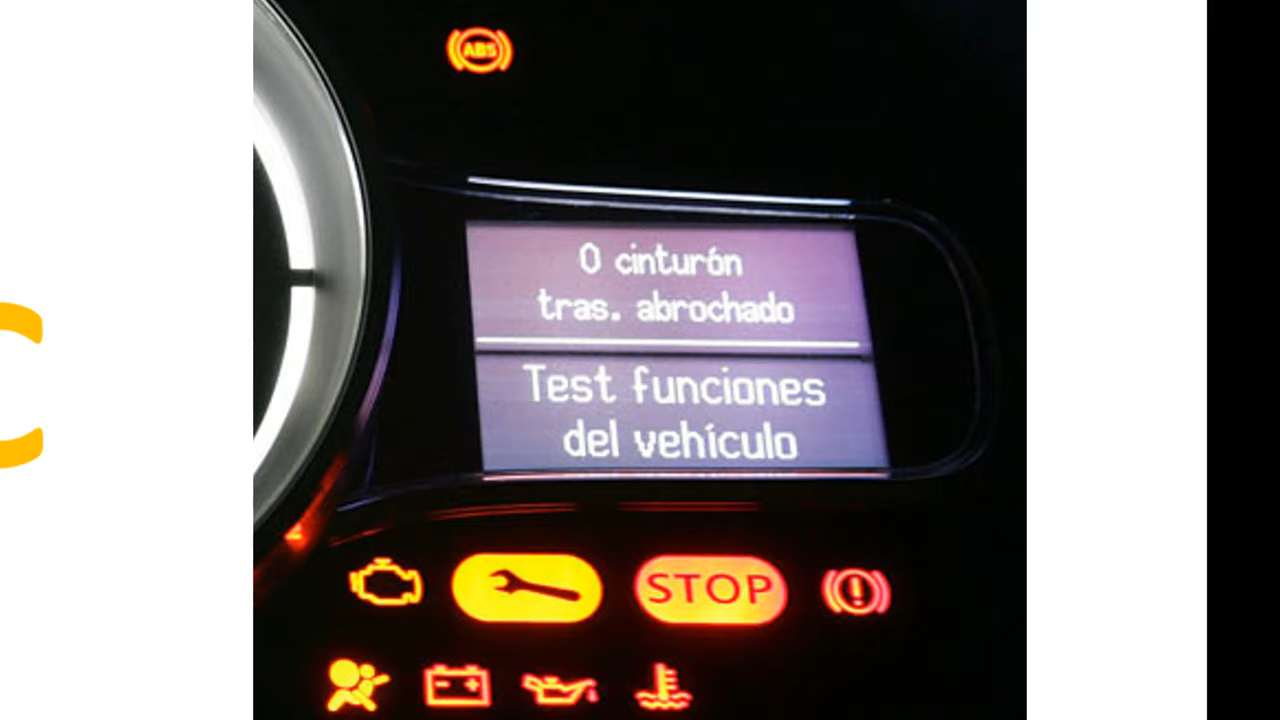 ABS
0 cinturón
tras. abrochado
Test funciones
del vehículo
STOP